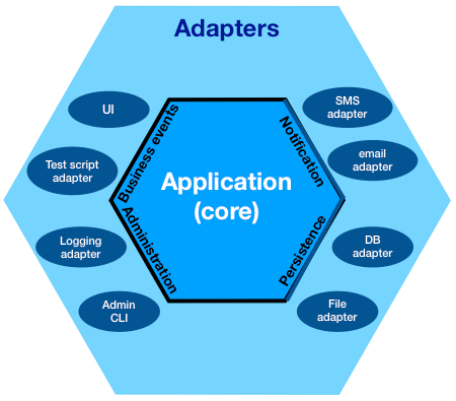 Adapters
UI
SMS
adapter
Test script
adapter
email
adapter
Business events
Notification
Application
(core)
Administration
Persistence
Logging
adapter
DB
adapter
Admin
CLI
File
adapter